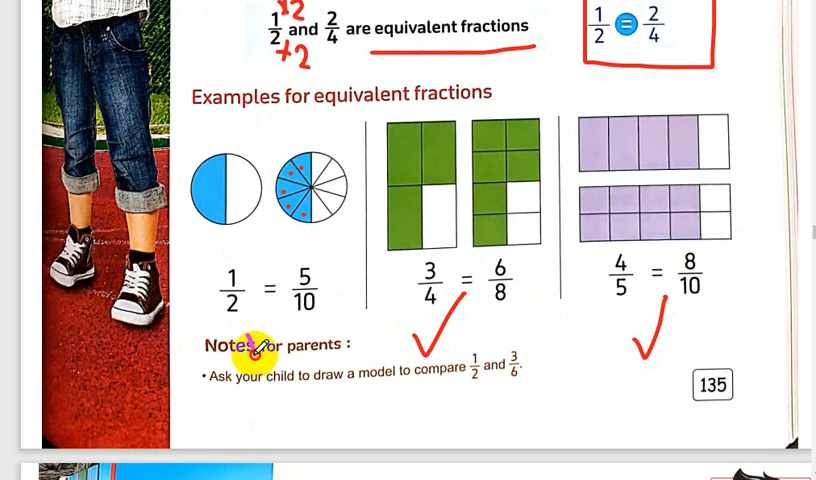 ×2
1/2 and 2/4 are equivalent fractions
×2
1/2 = 2/4
Examples for equivalent fractions
1/2 = 5/10
3/4 = 6/8
4/5 = 8/10
Notes for parents :
• Ask your child to draw a model to compare 1/2 and 3/6.
135